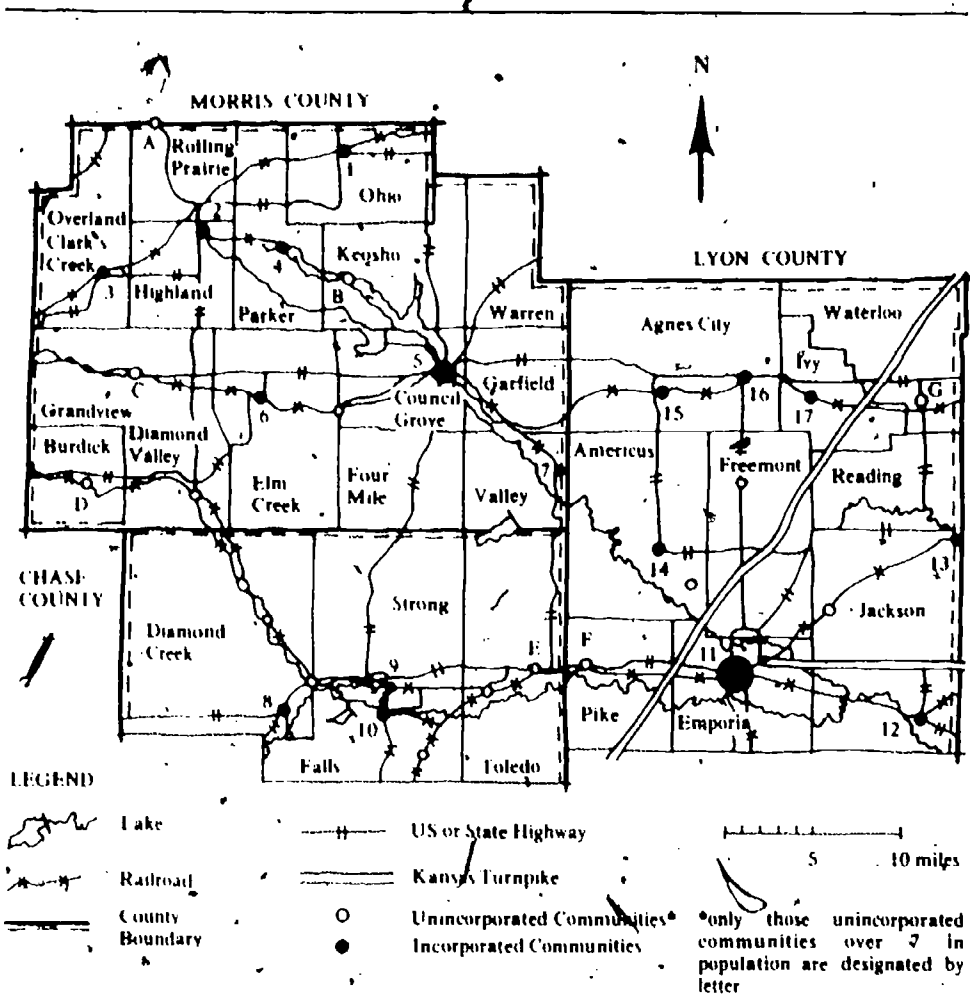 N
MORRIS COUNTY
A
Rolling
Prairie
1
Ohio
Overland
Clark's
Creek
2
LYON COUNTY
4
Keosho
3
Highland
B
Parker
Warren
Agnes City
Waterloo
5
Ivy
C
Garfield
16
G
6
Council
Grove
15
17
Grandview
Burdick
Diamond
Valley
Americus
Freemont
7
Elm
Creek
Four
Mile
Valley
Reading
D
14
13
CHASE
COUNTY
Strong
Jackson
Diamond
Creek
11
9
E
F
8
10
Pike
Emporia
12
Falls
Toledo
LEGEND
Lake
US or State Highway
5 10 miles
Railroad
Kansas Turnpike
County
Boundary
Unincorporated Communities*
Incorporated Communities
*only those unincorporated
communities over in
population are designated by
letter